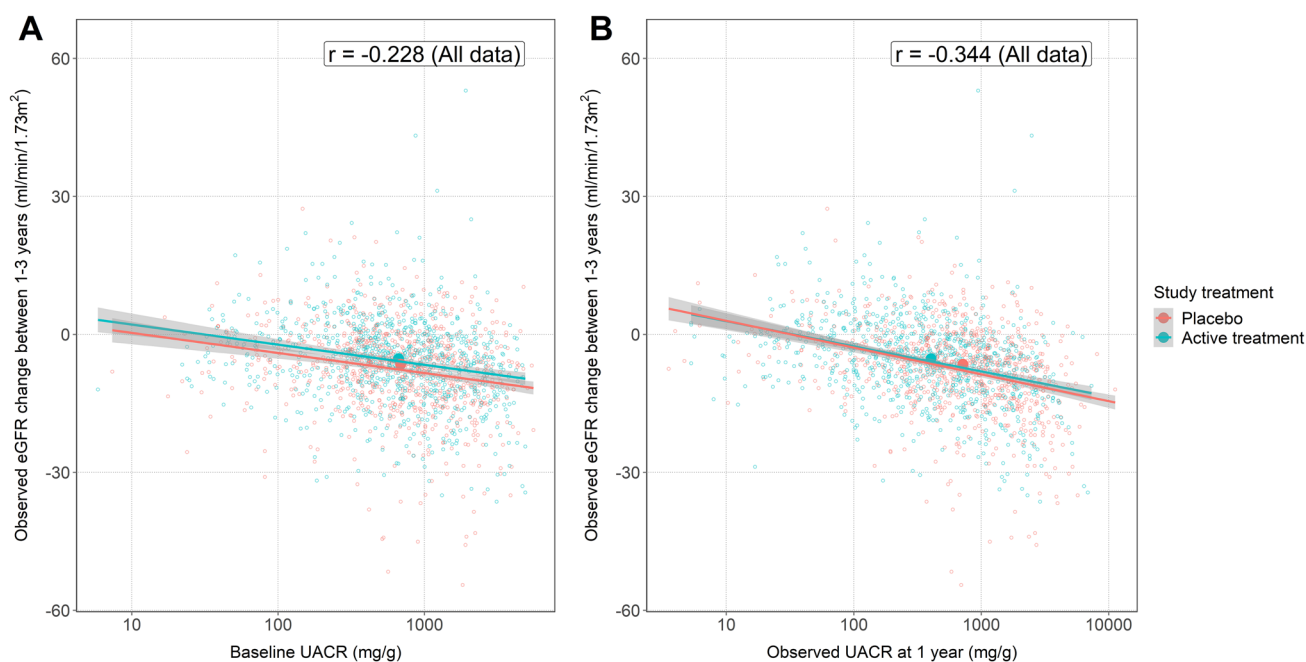 A
B
r = -0.228 (All data)
r = -0.344 (All data)
Observed eGFR change between 1-3 years (ml/min/1.73m²)
60
30
0
-30
-60
10
100
1000
Baseline UACR (mg/g)
Observed eGFR change between 1-3 years (ml/min/1.73m²)
60
30
0
-30
-60
10
100
1000
10000
Observed UACR at 1 year (mg/g)
Study treatment
Placebo
Active treatment